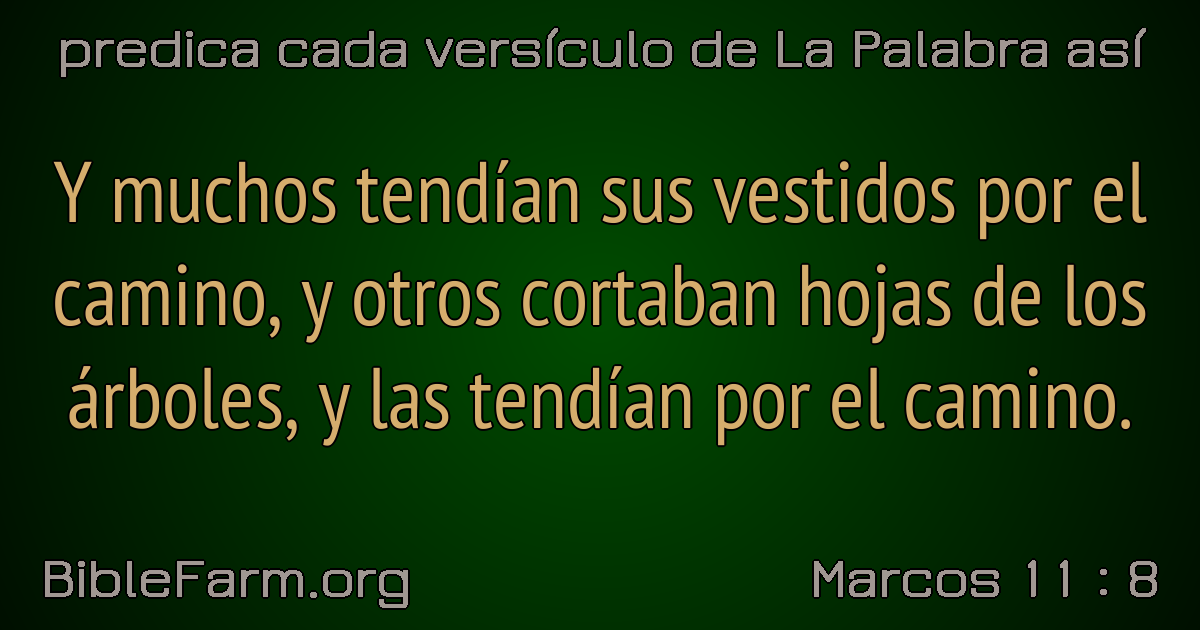 predica cada versículo de La Palabra así
Y muchos tendían sus vestidos por el
camino, y otros cortaban hojas de los
árboles, y las tendían por el camino.
BibleFarm.org
Marcos 11 : 8